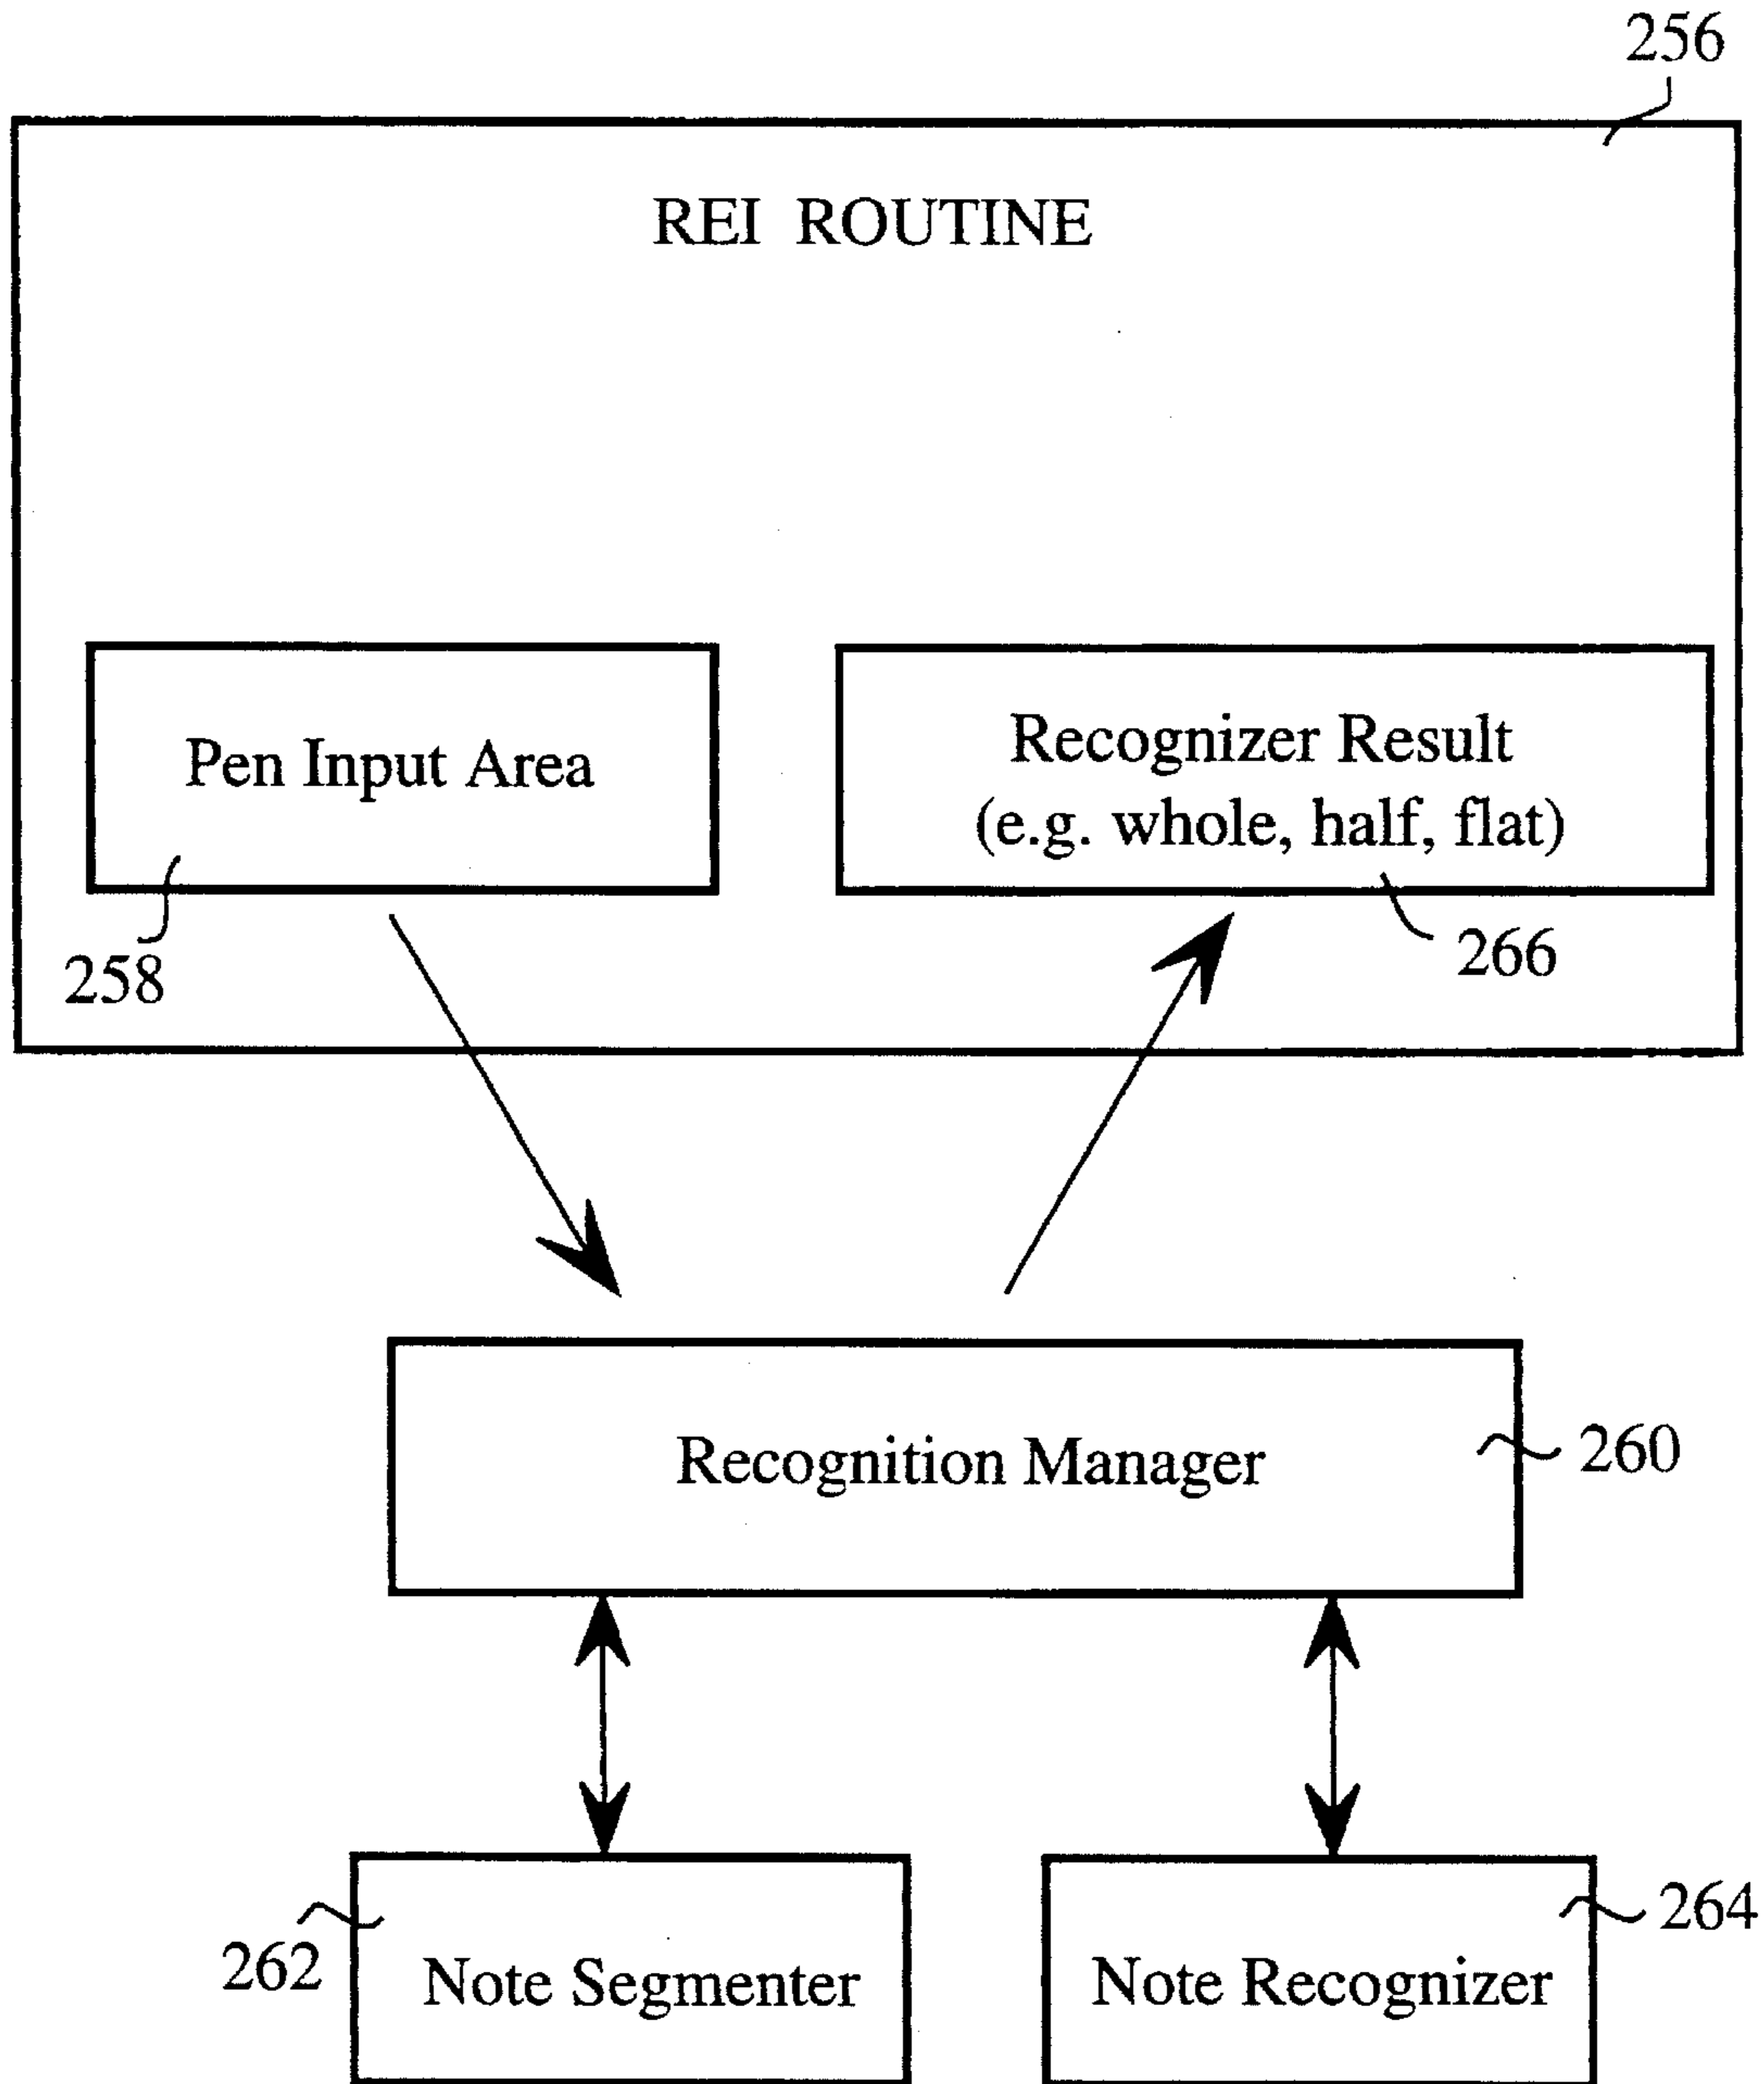 256
REI ROUTINE
Pen Input Area
Recognizer Result
(e.g. whole, half, flat)
258
266
Recognition Manager
260
262
Note Segmenter
Note Recognizer
264